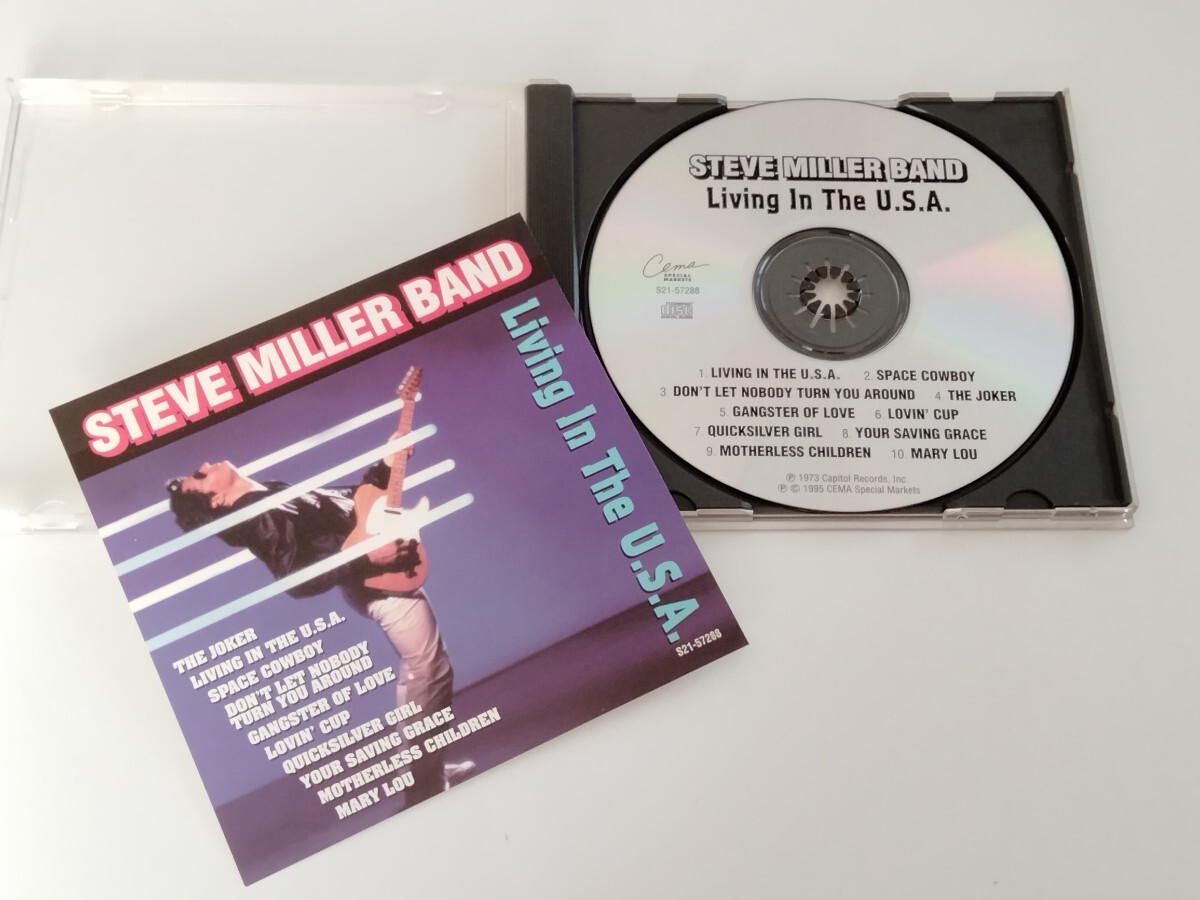 STEVE MILLER BAND
Living In The U.S.A.
THE JOKER
LIVING IN THE U.S.A.
SPACE COWBOY
DON'T LET NOBODY
TURN YOU AROUND
GANGSTER OF LOVE
LOVIN' CUP
QUICKSILVER GIRL
YOUR SAVING GRACE
MOTHERLESS CHILDREN
MARY LOU
S21-57288
STEVE MILLER BAND
Living In The U.S.A.
Cema
SPECIAL
MARKETS
S21-57288
disc
DIGITAL AUDIO
1. LIVING IN THE U.S.A. 2. SPACE COWBOY
3 DON'T LET NOBODY TURN YOU AROUND 4. THE JOKER
5. GANGSTER OF LOVE 6. LOVIN' CUP
7 QUICKSILVER GIRL 8. YOUR SAVING GRACE
9. MOTHERLESS CHILDREN 10. MARY LOU
℗ 1973 Capitol Records, Inc.
℗ © 1995 CEMA Special Markets